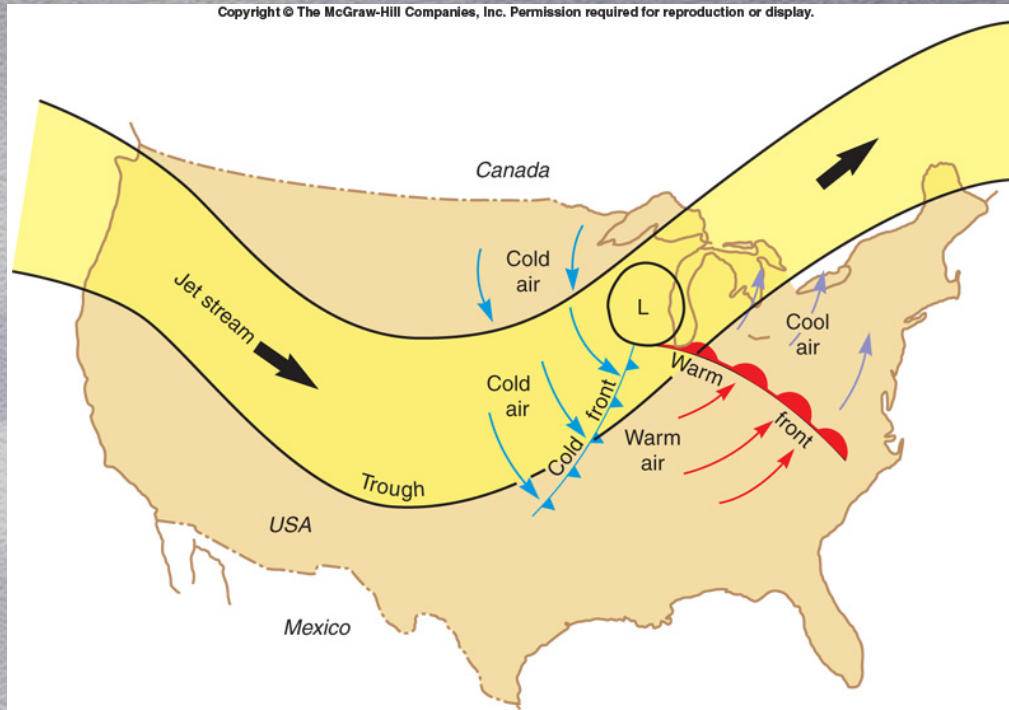 Copyright © The McGraw-Hill Companies, Inc. Permission required for reproduction or display.
Canada
Cold
air
Jet stream
L
Cool
air
Warm
front
Cold
air
Cold
front
Warm
air
Trough
USA
Mexico